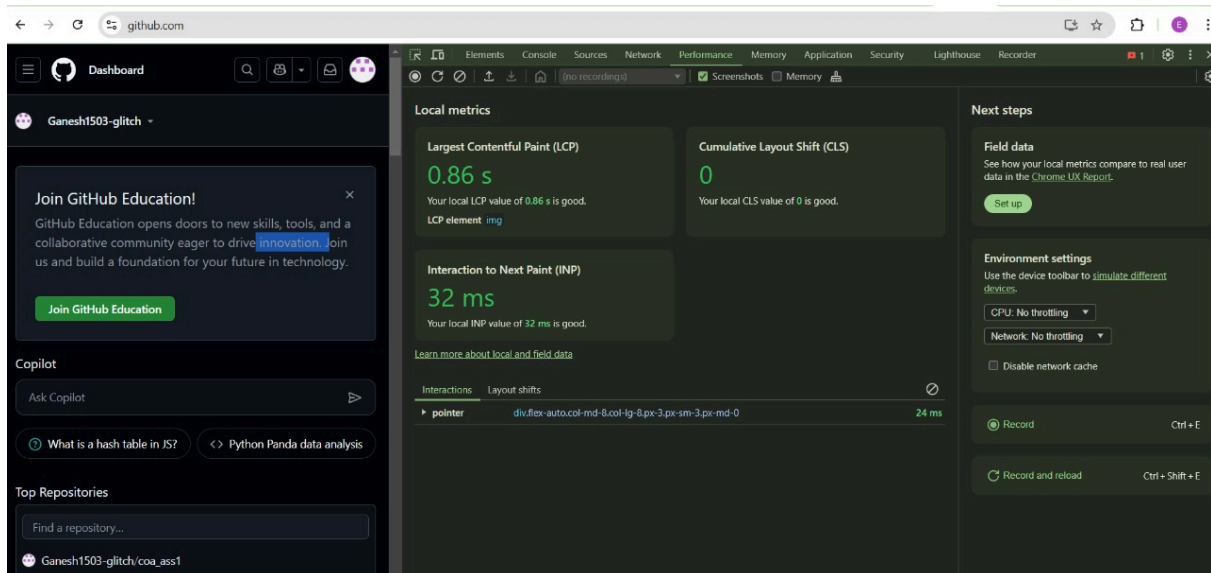 github.com
E
Dashboard
Ganesh1503-glitch
Join GitHub Education!
GitHub Education opens doors to new skills, tools, and a
collaborative community eager to drive innovation. Join
us and build a foundation for your future in technology.
Join GitHub Education
Copilot
Ask Copilot
What is a hash table in JS?
<> Python Panda data analysis
Top Repositories
Find a repository...
Ganesh1503-glitch/coa_ass1
Elements Console Sources Network Performance Memory Application Security Lighthouse Recorder 1
(no recordings) Screenshots Memory
Local metrics
Largest Contentful Paint (LCP)
0.86 s
Your local LCP value of 0.86 s is good.
LCP element img
Cumulative Layout Shift (CLS)
0
Your local CLS value of 0 is good.
Interaction to Next Paint (INP)
32 ms
Your local INP value of 32 ms is good.
Learn more about local and field data
Interactions Layout shifts
pointer div.flex-auto.col-md-8.col-lg-8.px-3.px-sm-3.px-md-0 24 ms
Next steps
Field data
See how your local metrics compare to real user
data in the Chrome UX Report.
Set up
Environment settings
Use the device toolbar to simulate different
devices.
CPU: No throttling
Network: No throttling
Disable network cache
Record Ctrl + E
Record and reload Ctrl + Shift + E